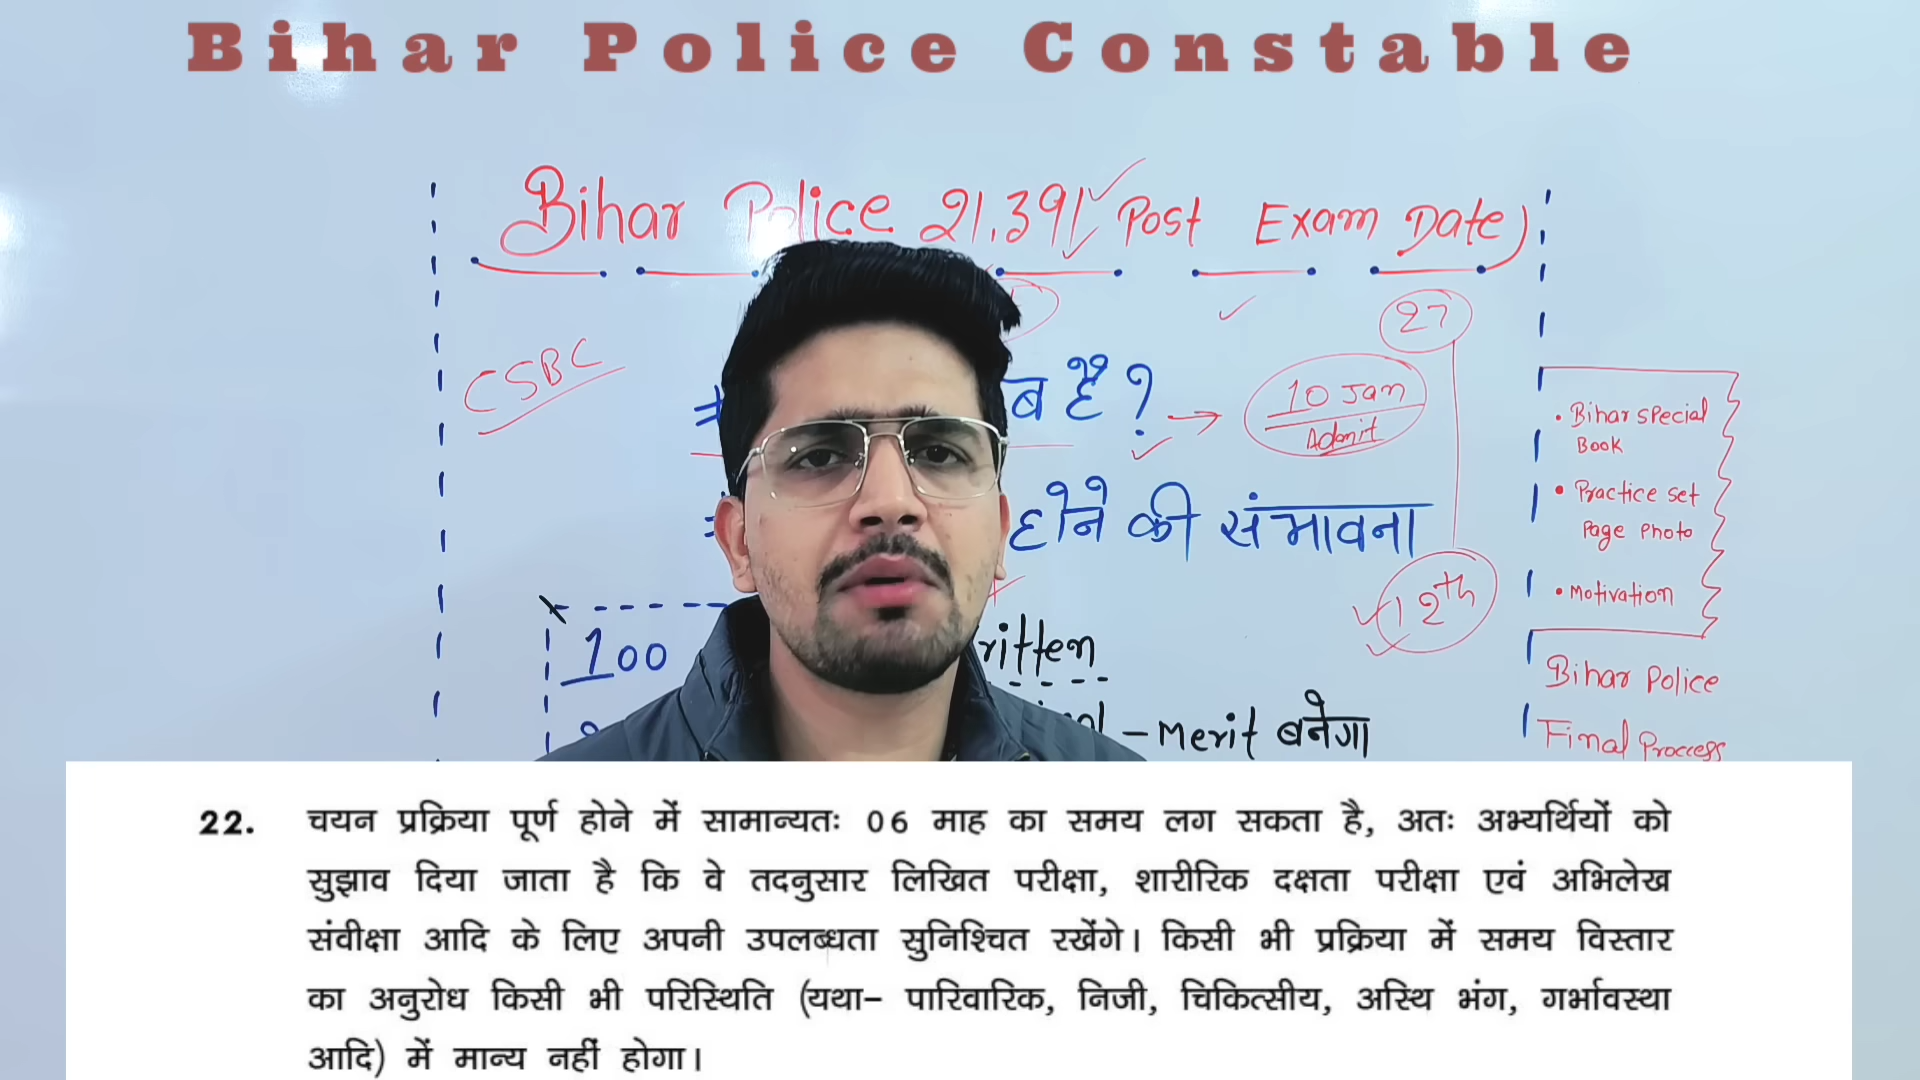 Bihar Police Constable
Bihar Police 21,391 Post Exam Date)
27
CSBC
है ?
10 Jan
Admit
• Bihar special
Book
• Practice set
Page Photo
• Motivation
होने की संभावना
12th
100
Merit बनेगा
Bihar Police
Final Process
22. चयन प्रक्रिया पूर्ण होने में सामान्यतः 06 माह का समय लग सकता है, अतः अभ्यर्थियों को
सुझाव दिया जाता है कि वे तदनुसार लिखित परीक्षा, शारीरिक दक्षता परीक्षा एवं अभिलेख
संवीक्षा आदि के लिए अपनी उपलब्धता सुनिश्चित रखेंगे। किसी भी प्रक्रिया में समय विस्तार
का अनुरोध किसी भी परिस्थिति (यथा– पारिवारिक, निजी, चिकित्सीय, अस्थि भंग, गर्भावस्था
आदि) में मान्य नहीं होगा।